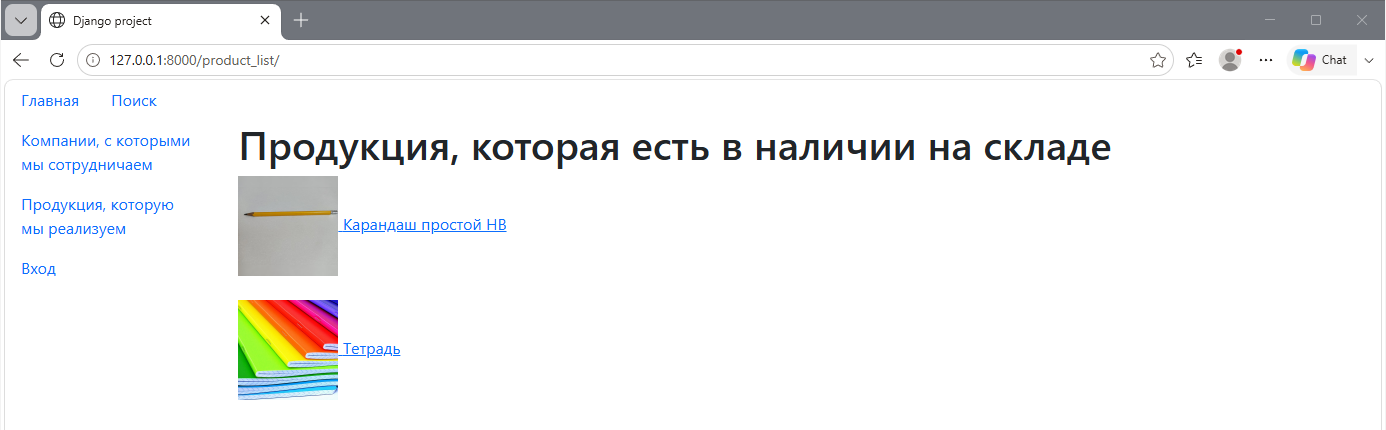 Django project
127.0.0.1:8000/product_list/
Chat
Главная Поиск
Компании, с которыми
мы сотрудничаем
Продукция, которую
мы реализуем
Вход
Продукция, которая есть в наличии на складе
Карандаш простой HB
Тетрадь